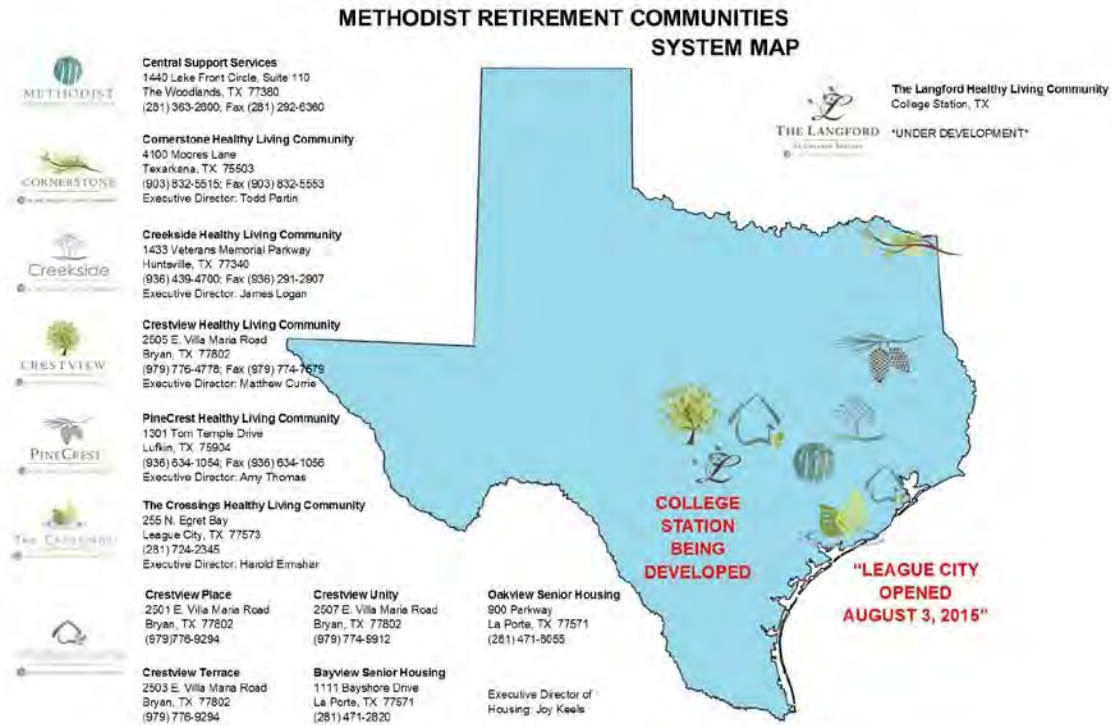 METHODIST RETIREMENT COMMUNITIES
SYSTEM MAP
METHODIST
Central Support Services
1440 Lake Front Circle, Suite 110
The Woodlands, TX 77380
(281) 363-2600; Fax (281) 292-6360
CORNERSTONE
Cornerstone Healthy Living Community
4100 Moores Lane
Texarkana, TX 75503
(903) 832-5515; Fax (903) 832-5553
Executive Director: Todd Partin
Creekside
Creekside Healthy Living Community
1433 Veterans Memorial Parkway
Huntsville, TX 77340
(936) 439-4700; Fax (936) 291-2907
Executive Director: James Logan
CRESTVIEW
Crestview Healthy Living Community
2505 E. Villa Maria Road
Bryan, TX 77802
(979) 776-4778; Fax (979) 774-7579
Executive Director: Matthew Currie
PINECREST
PineCrest Healthy Living Community
1301 Tom Temple Drive
Lufkin, TX 75904
(936) 634-1054; Fax (936) 634-1056
Executive Director: Amy Thomas
THE CROSSINGS
The Crossings Healthy Living Community
255 N. Egret Bay
League City, TX 77573
(281) 724-2345
Executive Director: Harold Ernshar
Crestview Place
2501 E. Villa Maria Road
Bryan, TX 77802
(979)776-9294
Crestview Unity
2507 E. Villa Maria Road
Bryan, TX 77802
(979) 774-5912
Oakview Senior Housing
900 Parkway
La Porte, TX 77571
(281) 471-8055
Crestview Terrace
2503 E. Villa Maria Road
Bryan, TX 77802
(979) 776-9294
Bayview Senior Housing
1111 Bayshore Drive
La Porte, TX 77571
(281) 471-2820
Executive Director of
Housing: Joy Keels
THE LANGFORD
The Langford Healthy Living Community
College Station, TX
*UNDER DEVELOPMENT*
COLLEGE
STATION
BEING
DEVELOPED
"LEAGUE CITY
OPENED
AUGUST 3, 2015"